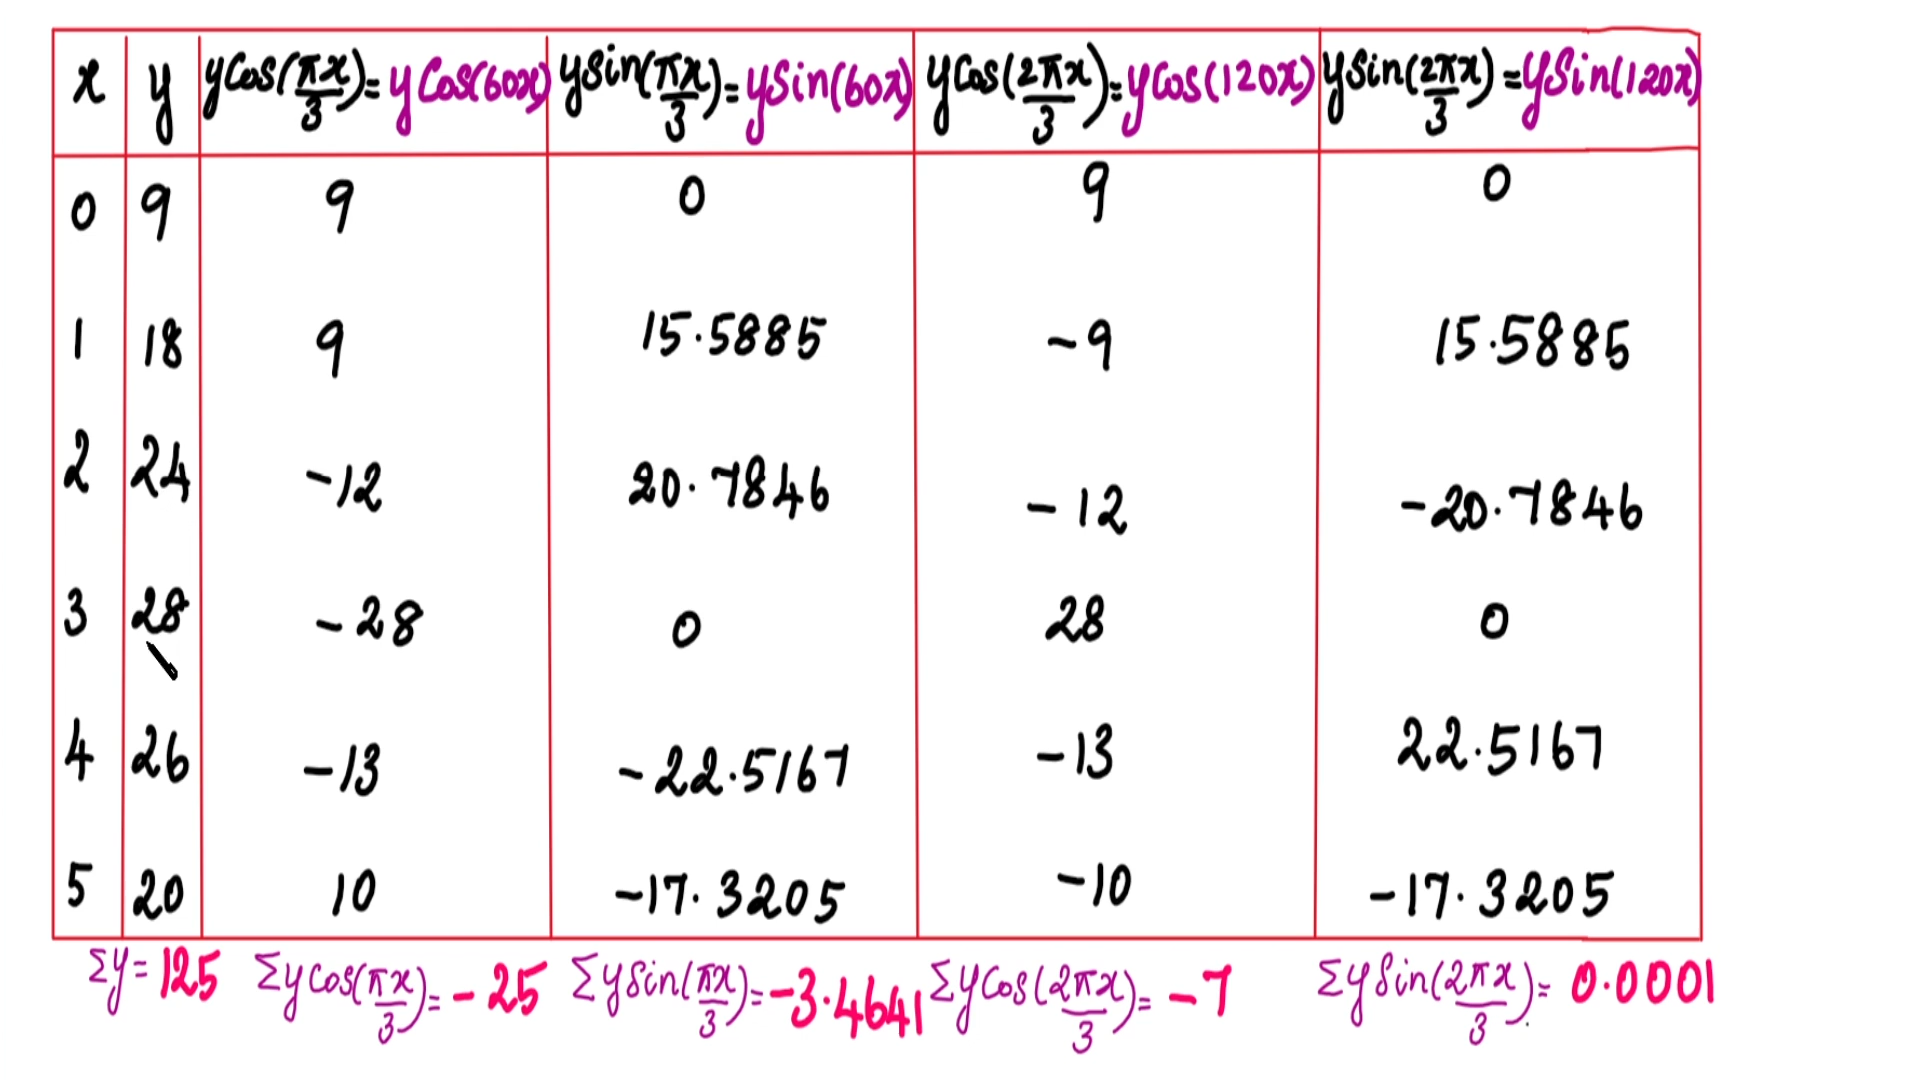 x y yCos(πx/3)= yCos(60x) ySin(πx/3)= ySin(60x) yCos(2πx/3)= yCos(120x) ySin(2πx/3)= ySin(120x)
0 9 9 0 9 0
1 18 9 15.5885 -9 15.5885
2 24 -12 20.7846 -12 -20.7846
3 28 -28 0 28 0
4 26 -13 -22.5167 -13 22.5167
5 20 10 -17.3205 -10 -17.3205
Σy= 125 ΣyCos(πx/3)= -25 ΣySin(πx/3)= -3.4641 ΣyCos(2πx/3)= -7 ΣySin(2πx/3)= 0.0001